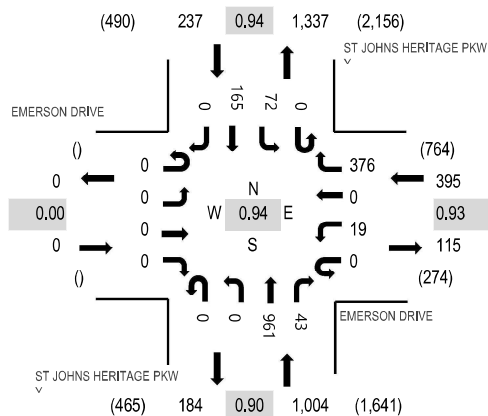 (490) 237 0.94 1,337 (2,156)
ST JOHNS HERITAGE PKW
EMERSON DRIVE
0 165 72 0
() 0 376 (764)
0 0 N 0 395
0.00 0 W 0.94 E 19 0.93
0 0 S 0 115
() (274)
0 0 961 43
EMERSON DRIVE
ST JOHNS HERITAGE PKW
(465) 184 0.90 1,004 (1,641)